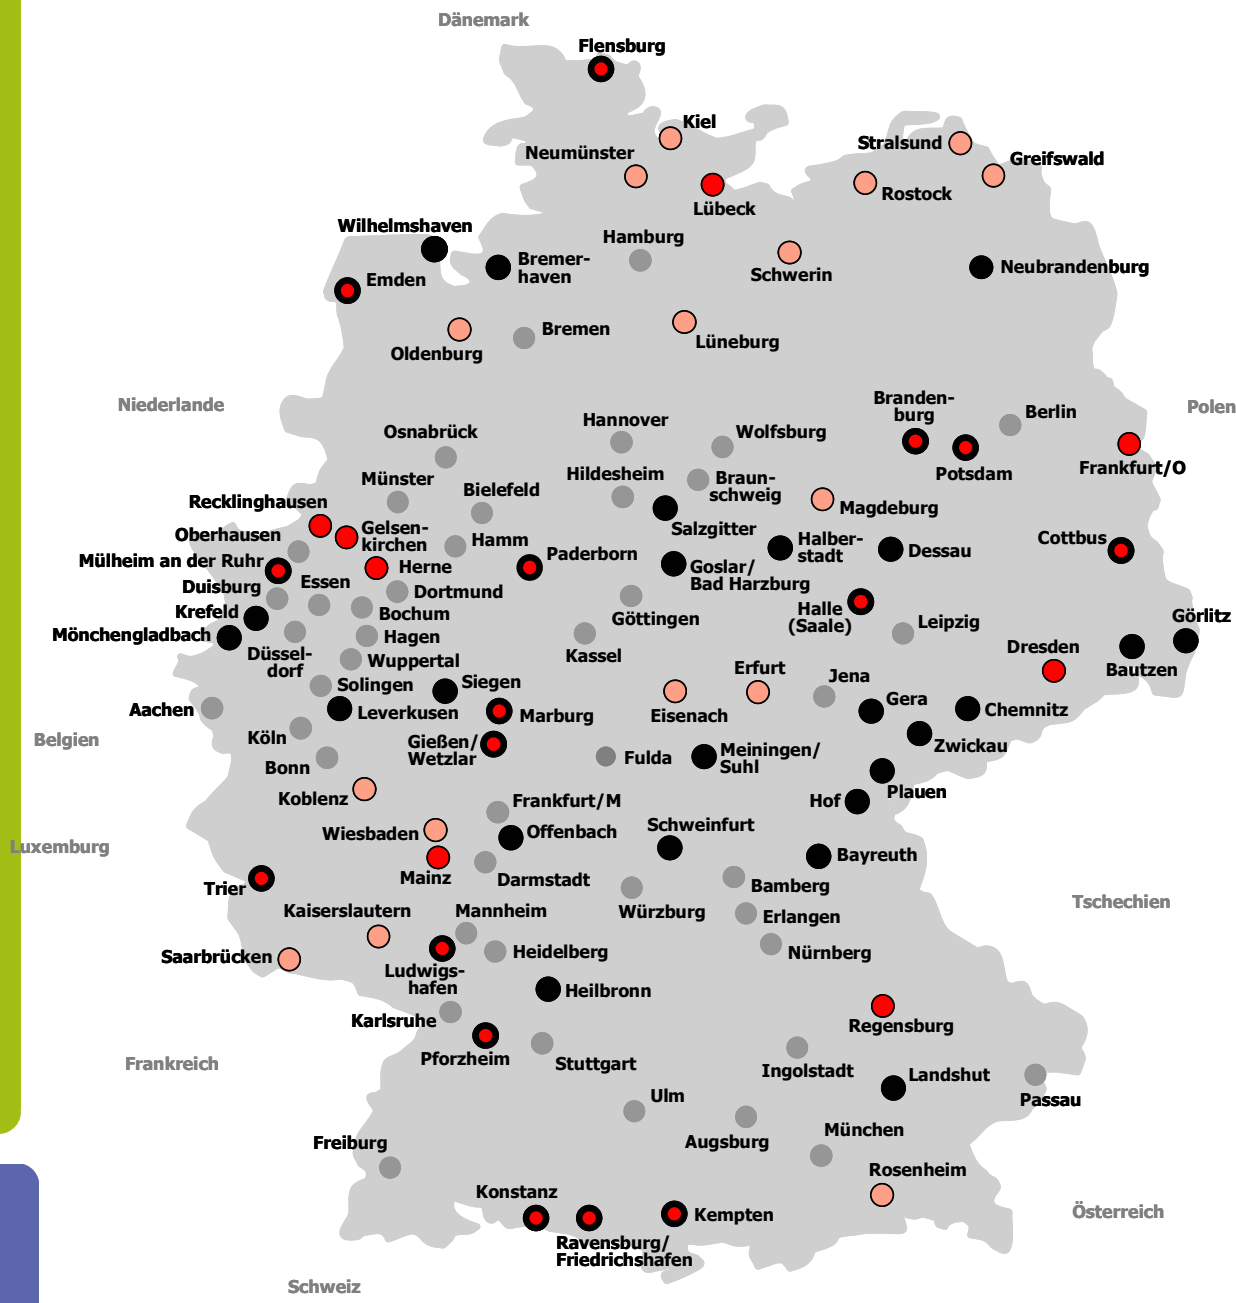 Dänemark
Flensburg
Kiel
Neumünster
Stralsund
Greifswald
Rostock
Lübeck
Wilhelmshaven
Hamburg
Bremer-
haven
Schwerin
Neubrandenburg
Emden
Bremen
Oldenburg
Lüneburg
Niederlande
Polen
Branden-
burg
Berlin
Hannover
Osnabrück
Wolfsburg
Potsdam
Frankfurt/O
Hildesheim
Münster
Bielefeld
Braun-
schweig
Magdeburg
Recklinghausen
Gelsen-
kirchen
Oberhausen
Hamm
Salzgitter
Halber-
stadt
Dessau
Cottbus
Mülheim an der Ruhr
Herne
Paderborn
Goslar/
Bad Harzburg
Duisburg
Essen
Dortmund
Krefeld
Bochum
Göttingen
Halle
(Saale)
Leipzig
Görlitz
Mönchengladbach
Hagen
Düssel-
dorf
Wuppertal
Kassel
Erfurt
Dresden
Bautzen
Solingen
Siegen
Jena
Gera
Chemnitz
Aachen
Leverkusen
Marburg
Eisenach
Belgien
Köln
Gießen/
Wetzlar
Fulda
Meiningen/
Suhl
Zwickau
Bonn
Plauen
Koblenz
Frankfurt/M
Hof
Wiesbaden
Offenbach
Schweinfurt
Luxemburg
Bayreuth
Mainz
Darmstadt
Trier
Bamberg
Tschechien
Kaiserslautern
Mannheim
Würzburg
Erlangen
Saarbrücken
Heidelberg
Nürnberg
Ludwigs-
hafen
Heilbronn
Karlsruhe
Regensburg
Frankreich
Pforzheim
Stuttgart
Ingolstadt
Landshut
Passau
Ulm
Augsburg
München
Freiburg
Rosenheim
Konstanz
Kempten
Österreich
Ravensburg/
Friedrichshafen
Schweiz